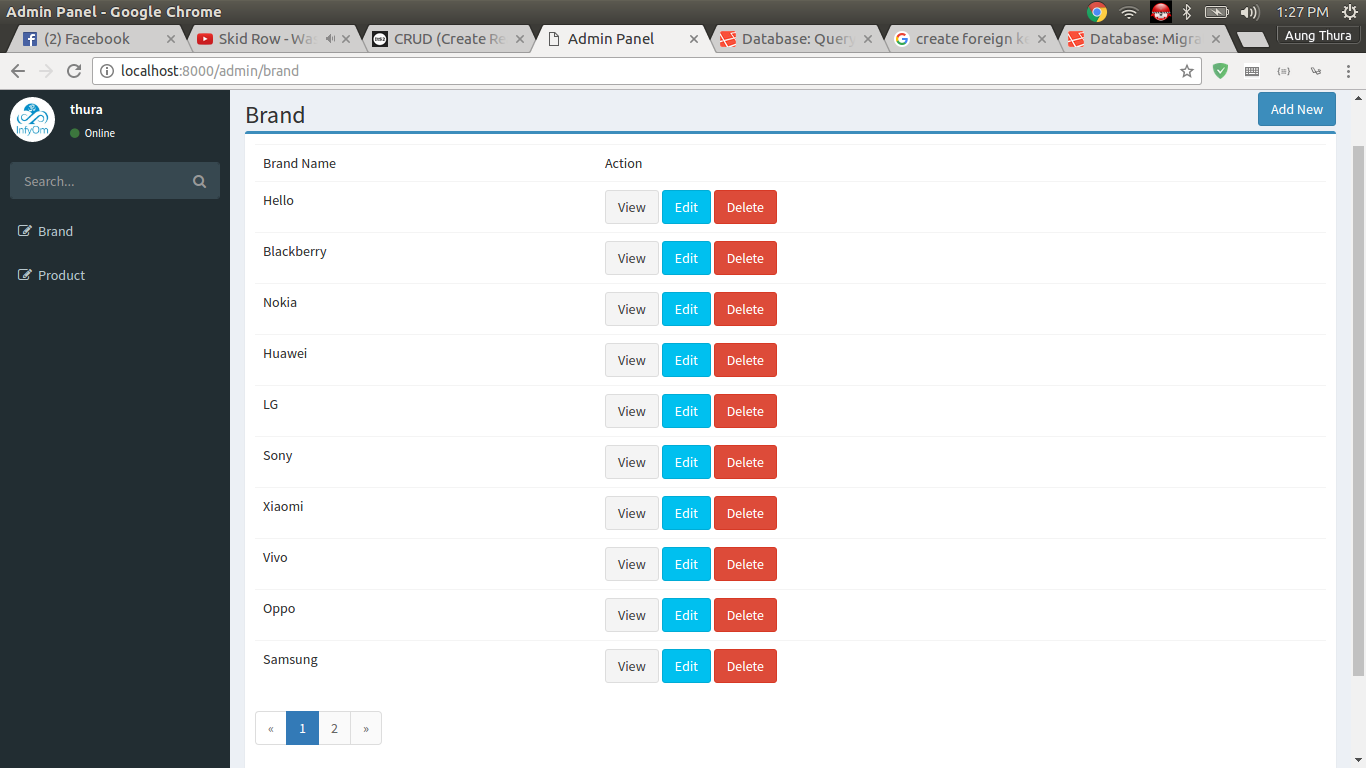 Admin Panel - Google Chrome
1:27 PM
(2) Facebook
Skid Row - Was
CRUD (Create Re
Admin Panel
Database: Query
create foreign ke
Database: Migra
Aung Thura
localhost:8000/admin/brand
InfyOm
thura
Online
Search...
Brand
Product
Brand
Add New
Brand Name Action
Hello View Edit Delete
Blackberry View Edit Delete
Nokia View Edit Delete
Huawei View Edit Delete
LG View Edit Delete
Sony View Edit Delete
Xiaomi View Edit Delete
Vivo View Edit Delete
Oppo View Edit Delete
Samsung View Edit Delete
« 1 2 »